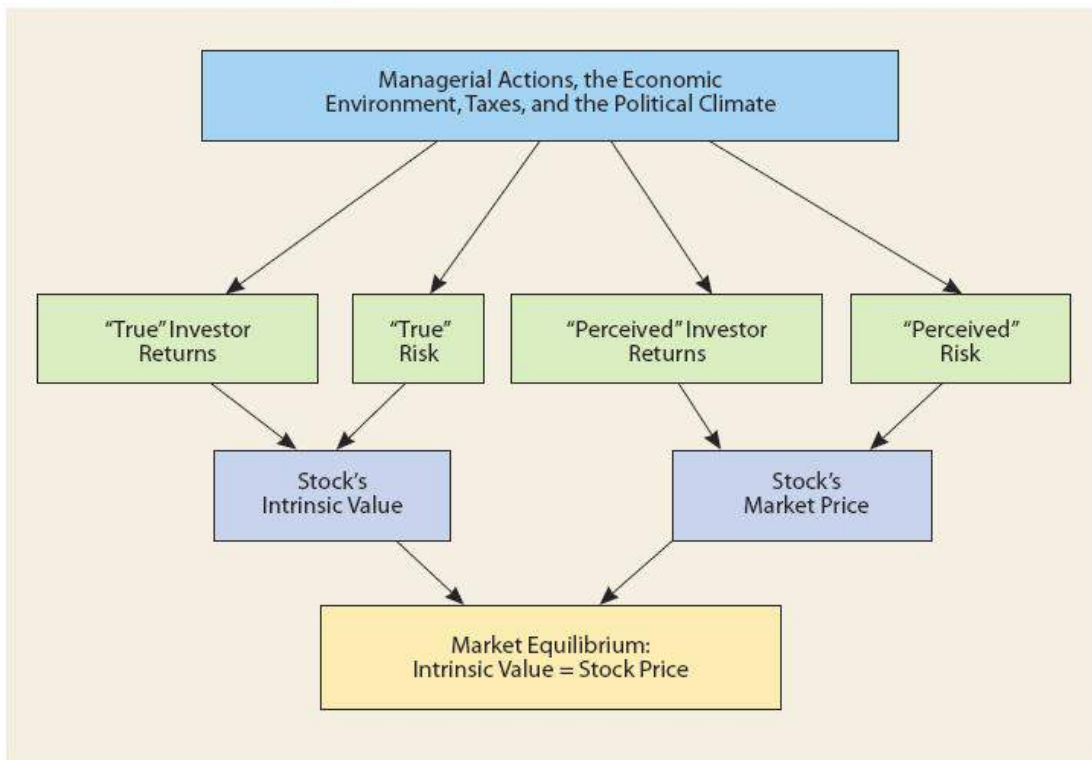 Managerial Actions, the Economic
Environment, Taxes, and the Political Climate
“True” Investor
Returns
“True”
Risk
“Perceived” Investor
Returns
“Perceived”
Risk
Stock’s
Intrinsic Value
Stock’s
Market Price
Market Equilibrium:
Intrinsic Value = Stock Price